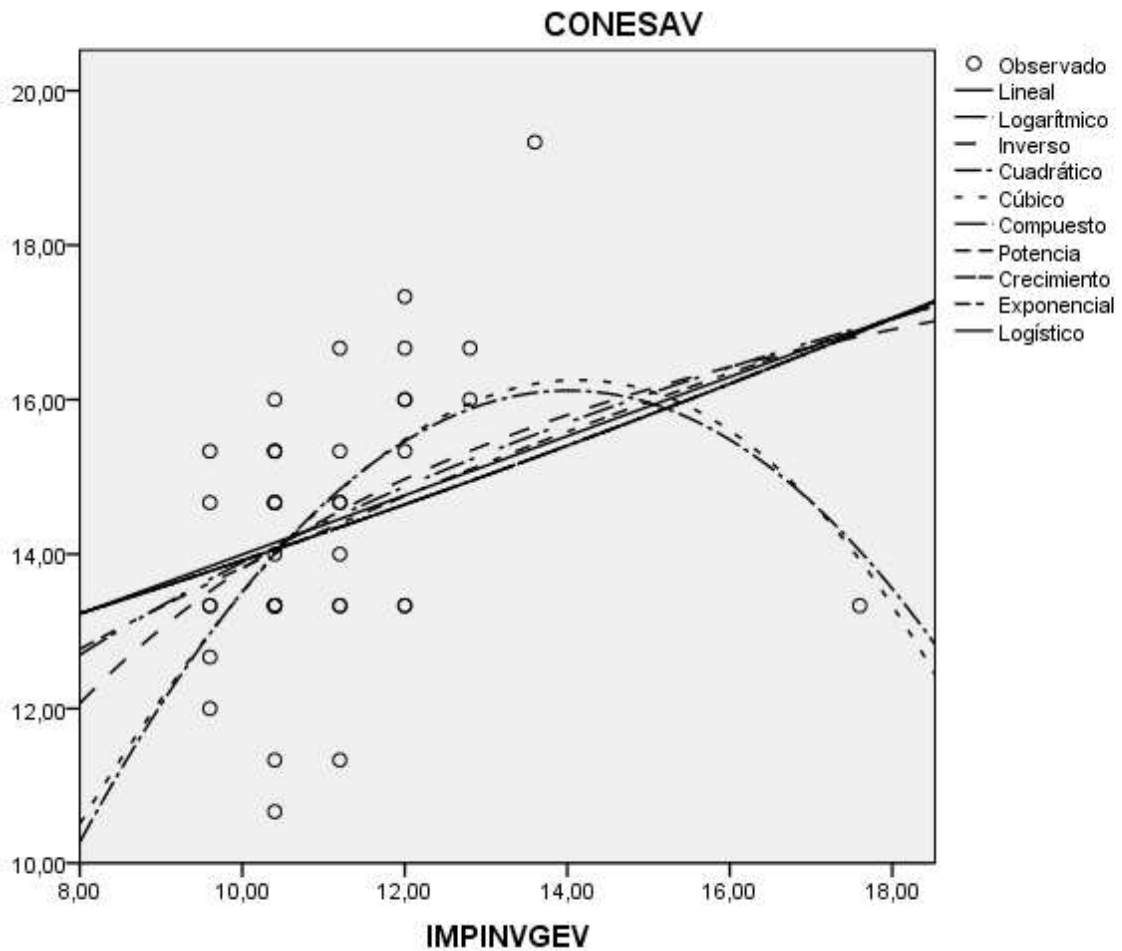 CONESAV
20,00
18,00
16,00
14,00
12,00
10,00
8,00
10,00
12,00
14,00
16,00
18,00
IMPINVGEV
Observado
Lineal
Logarítmico
Inverso
Cuadrático
Cúbico
Compuesto
Potencia
Crecimiento
Exponencial
Logístico